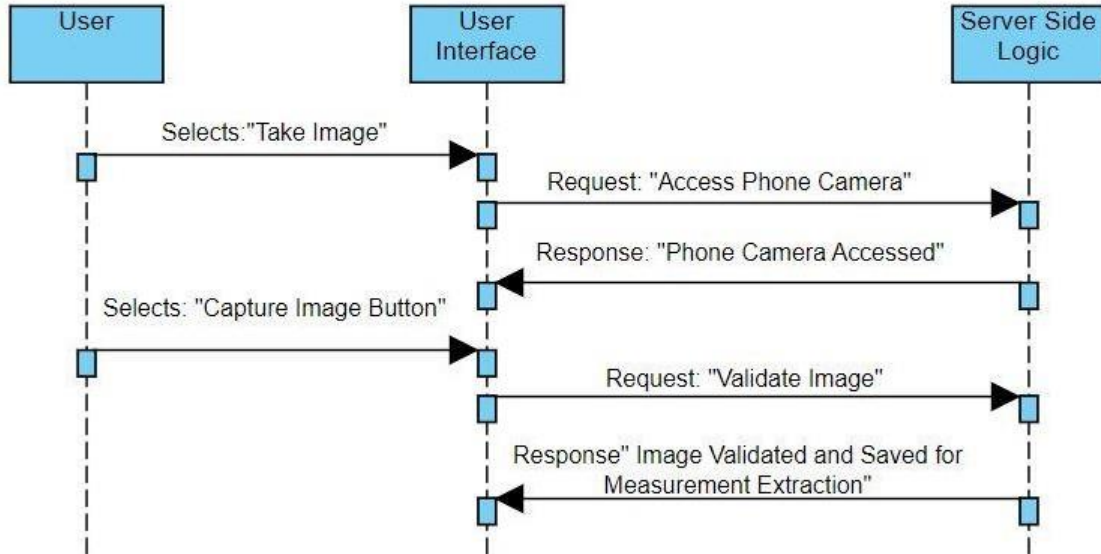 User
User
Interface
Server Side
Logic
Selects:"Take Image"
Request: "Access Phone Camera"
Response: "Phone Camera Accessed"
Selects: "Capture Image Button"
Request: "Validate Image"
Response" Image Validated and Saved for
Measurement Extraction"